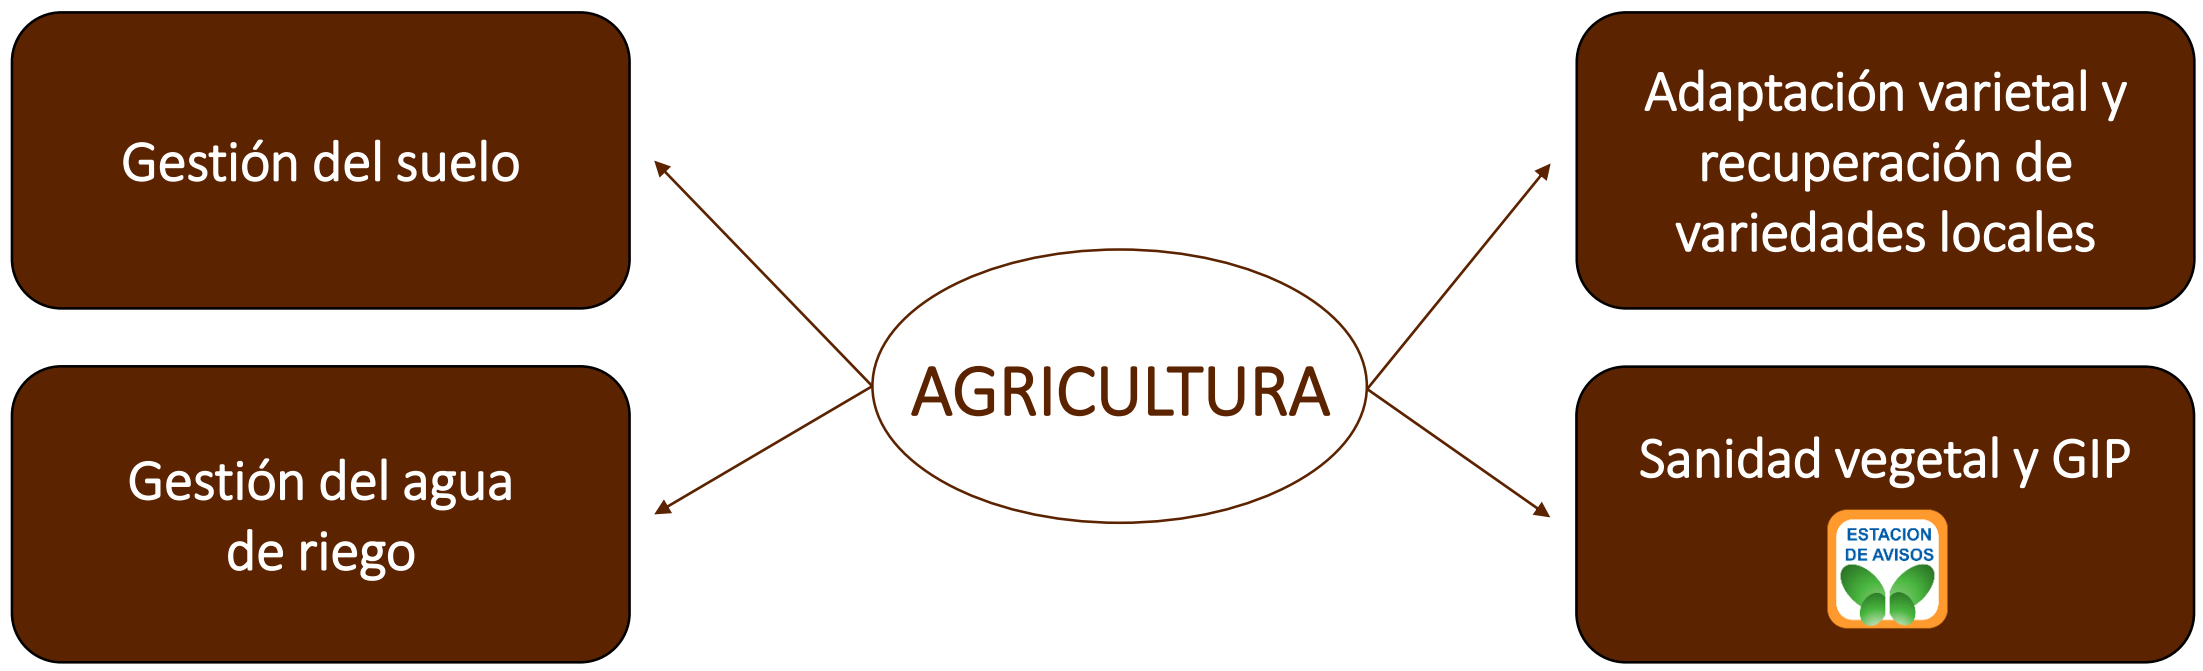 Gestión del suelo
Adaptación varietal y
recuperación de
variedades locales
AGRICULTURA
Gestión del agua
de riego
Sanidad vegetal y GIP
ESTACION
DE AVISOS